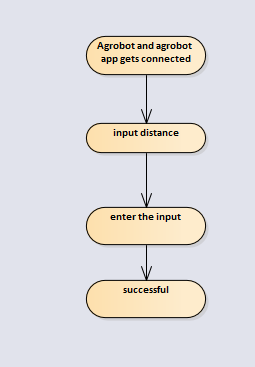 Agrobot and agrobot
app gets connected
input distance
enter the input
successful